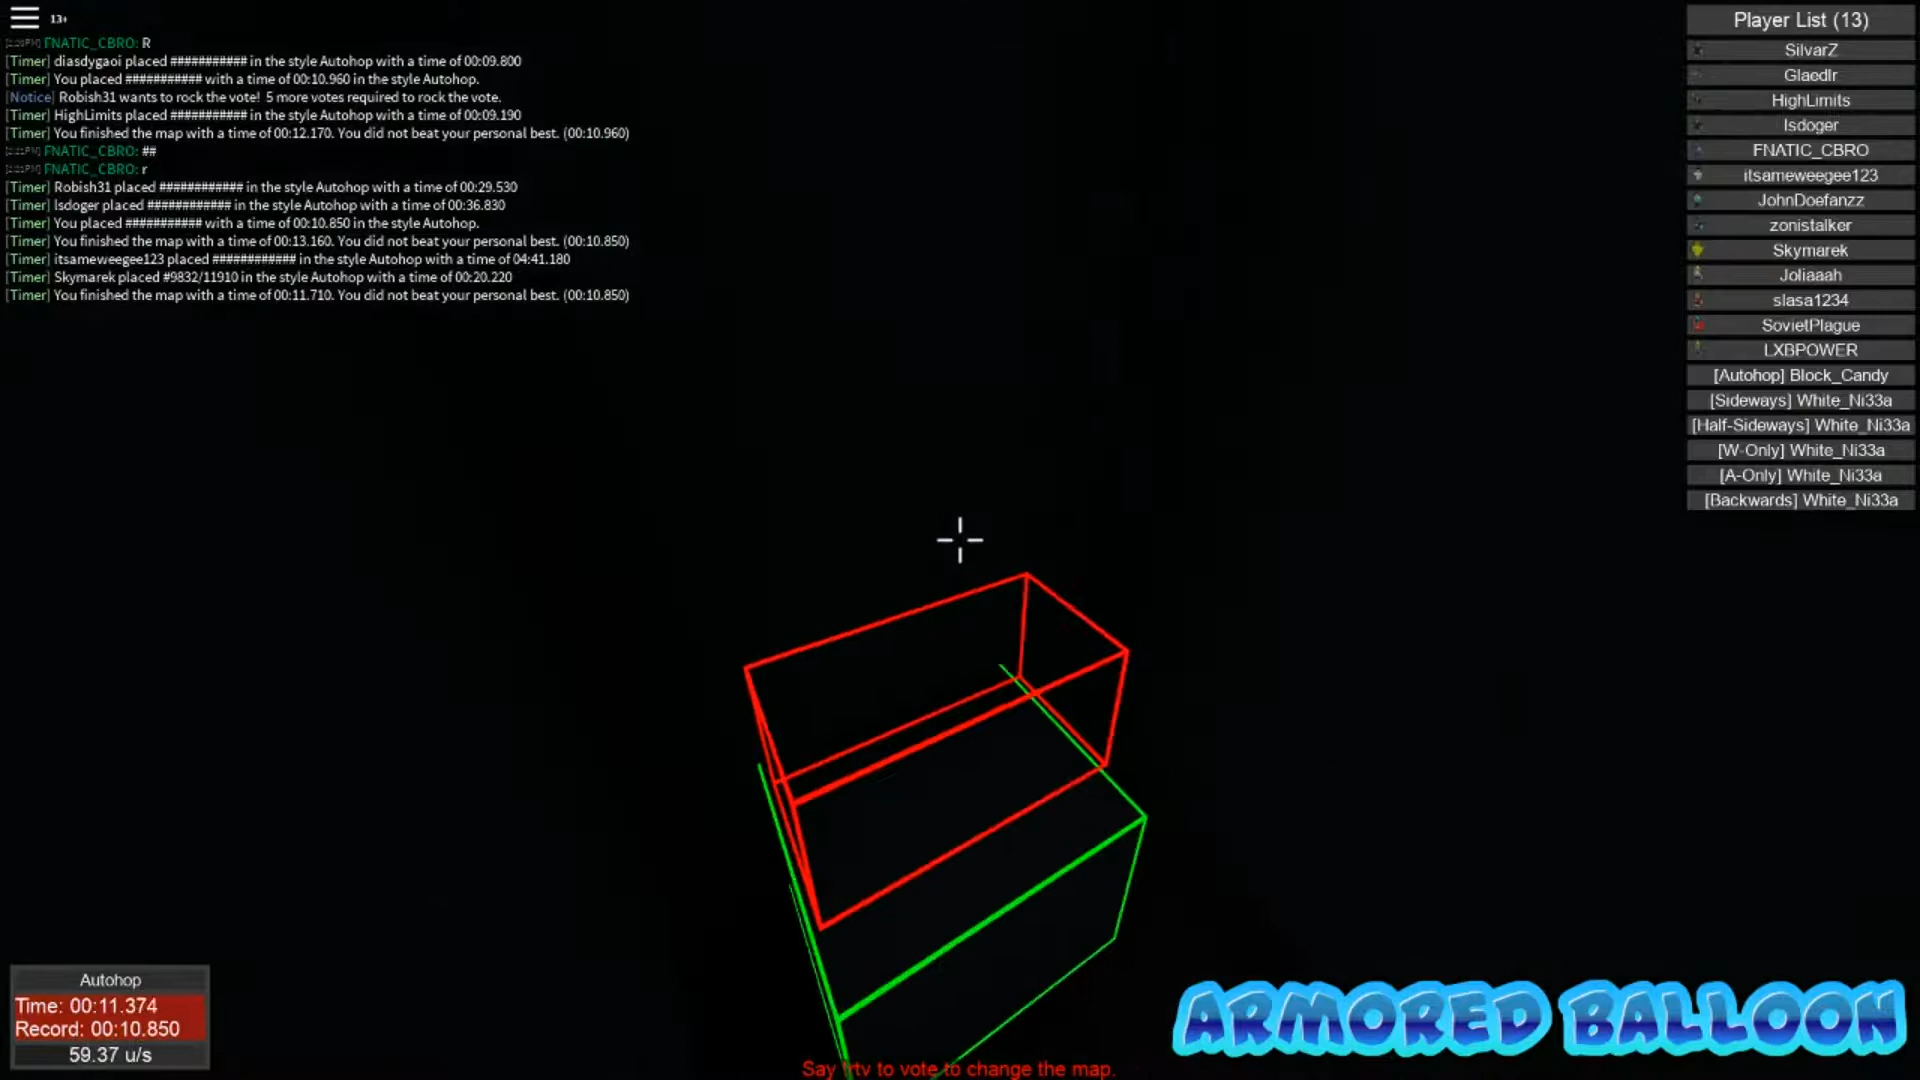 13+
FNATIC_CBRO: R
[Timer] diasdygaoi placed ########### in the style Autohop with a time of 00:09.800
[Timer] You placed ########### with a time of 00:10.960 in the style Autohop.
[Notice] Robish31 wants to rock the vote! 5 more votes required to rock the vote.
[Timer] HighLimits placed ########### in the style Autohop with a time of 00:09.190
[Timer] You finished the map with a time of 00:12.170. You did not beat your personal best. (00:10.960)
FNATIC_CBRO: ##
FNATIC_CBRO: r
[Timer] Robish31 placed ############ in the style Autohop with a time of 00:29.530
[Timer] lsdoger placed ############ in the style Autohop with a time of 00:36.830
[Timer] You placed ########### with a time of 00:10.850 in the style Autohop.
[Timer] You finished the map with a time of 00:13.160. You did not beat your personal best. (00:10.850)
[Timer] itsameweegee123 placed ############ in the style Autohop with a time of 04:41.180
[Timer] Skymarek placed #9832/11910 in the style Autohop with a time of 00:20.220
[Timer] You finished the map with a time of 00:11.710. You did not beat your personal best. (00:10.850)
Player List (13)
SilvarZ
Glaedlr
HighLimits
lsdoger
FNATIC_CBRO
itsameweegee123
JohnDoefanzz
zonistalker
Skymarek
Joliaaah
slasa1234
SovietPlague
LXBPOWER
[Autohop] Block_Candy
[Sideways] White_Ni33a
[Half-Sideways] White_Ni33a
[W-Only] White_Ni33a
[A-Only] White_Ni33a
[Backwards] White_Ni33a
Autohop
Time: 00:11.374
Record: 00:10.850
59.37 u/s
Say !rtv to vote to change the map.
ARMORED BALLOON